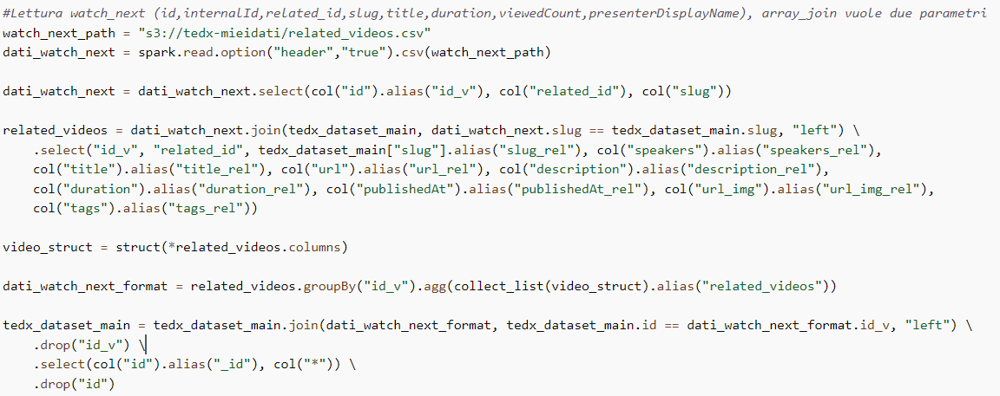 #Lettura watch_next (id,internalId,related_id,slug,title,duration,viewedCount,presenterDisplayName), array_join vuole due parametri
watch_next_path = "s3://tedx-mieidati/related_videos.csv"
dati_watch_next = spark.read.option("header","true").csv(watch_next_path)

dati_watch_next = dati_watch_next.select(col("id").alias("id_v"), col("related_id"), col("slug"))

related_videos = dati_watch_next.join(tedx_dataset_main, dati_watch_next.slug == tedx_dataset_main.slug, "left") \
    .select("id_v", "related_id", tedx_dataset_main["slug"].alias("slug_rel"), col("speakers").alias("speakers_rel"),
    col("title").alias("title_rel"), col("url").alias("url_rel"), col("description").alias("description_rel"),
    col("duration").alias("duration_rel"), col("publishedAt").alias("publishedAt_rel"), col("url_img").alias("url_img_rel"),
    col("tags").alias("tags_rel"))

video_struct = struct(*related_videos.columns)

dati_watch_next_format = related_videos.groupBy("id_v").agg(collect_list(video_struct).alias("related_videos"))

tedx_dataset_main = tedx_dataset_main.join(dati_watch_next_format, tedx_dataset_main.id == dati_watch_next_format.id_v, "left") \
    .drop("id_v") \
    .select(col("id").alias("_id"), col("*")) \
    .drop("id")